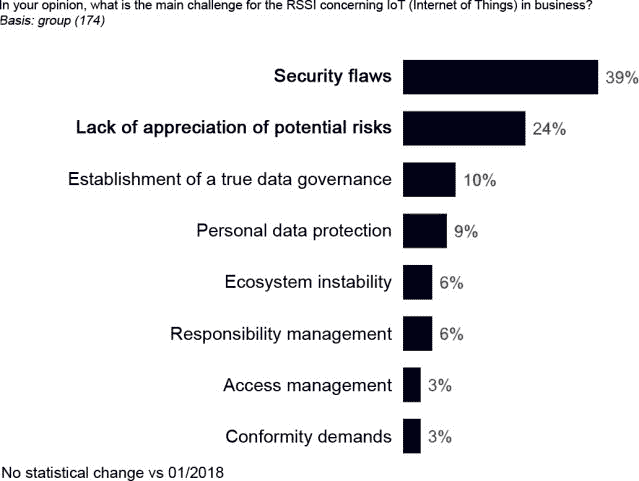 In your opinion, what is the main challenge for the RSSI concerning IoT (Internet of Things) in business?
Basis: group (174)
Security flaws 39%
Lack of appreciation of potential risks 24%
Establishment of a true data governance 10%
Personal data protection 9%
Ecosystem instability 6%
Responsibility management 6%
Access management 3%
Conformity demands 3%
No statistical change vs 01/2018